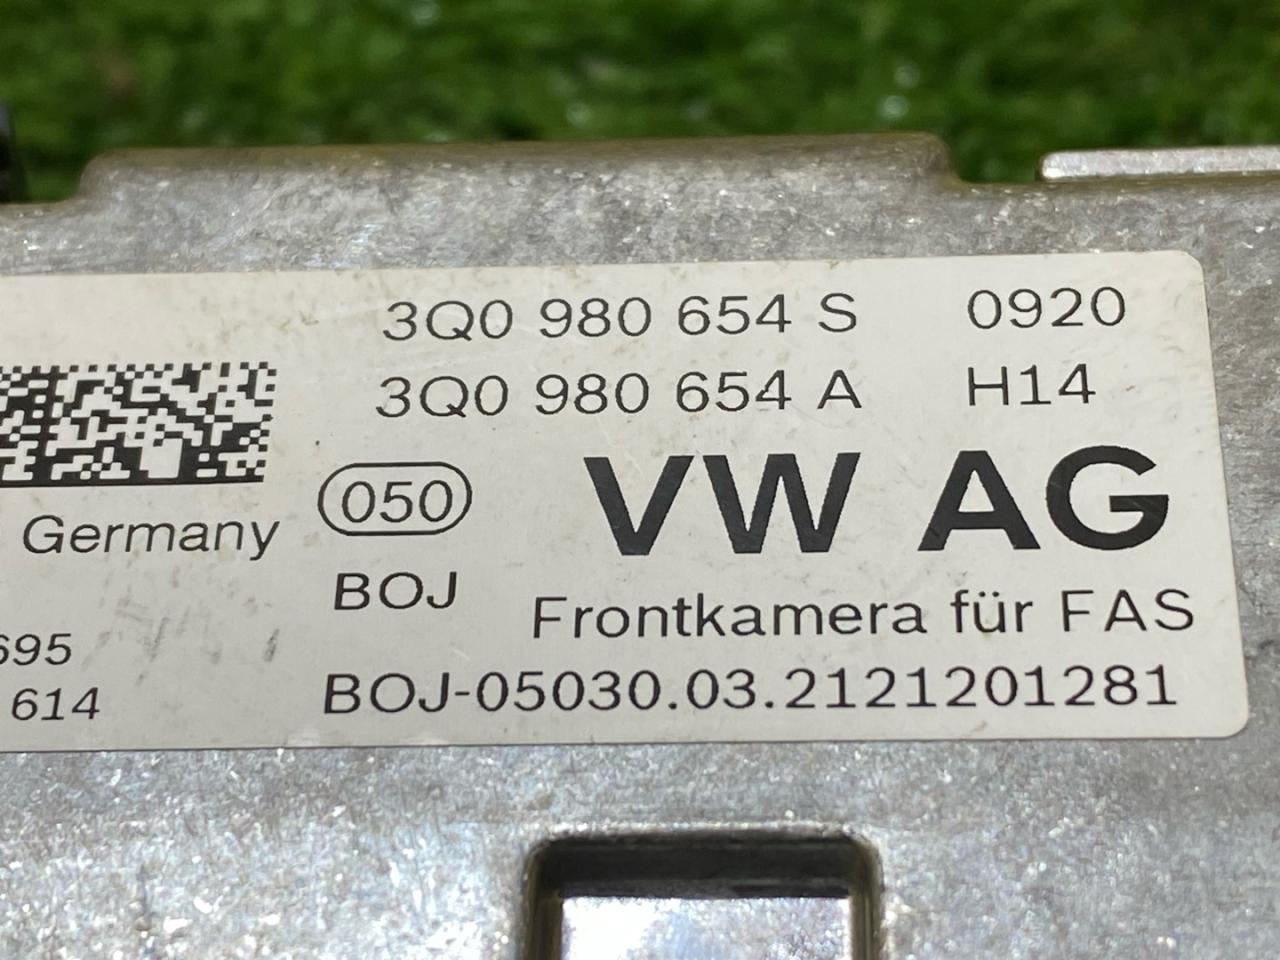 3Q0 980 654 S 0920
3Q0 980 654 A H14
050 VW AG
Germany
BOJ
Frontkamera für FAS
695
BOJ-05030.03.2121201281
614